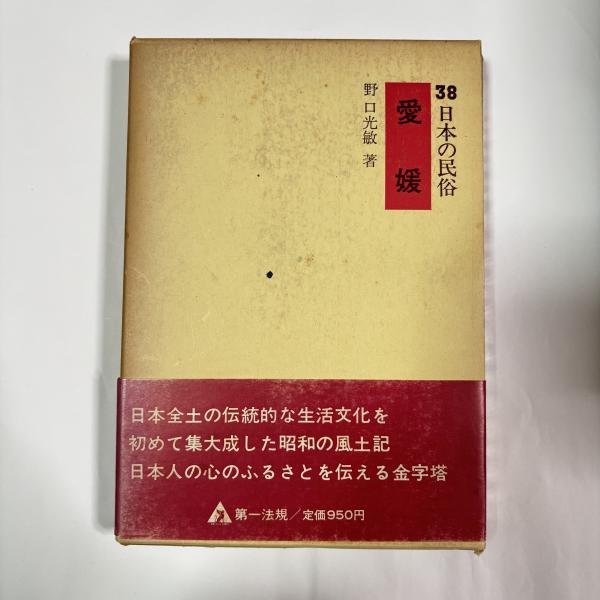 38 日本の民俗
愛媛
野口光敏 著
日本全土の伝統的な生活文化を
初めて集大成した昭和の風土記
日本人の心のふるさとを伝える金字塔
第一法規/定価950円